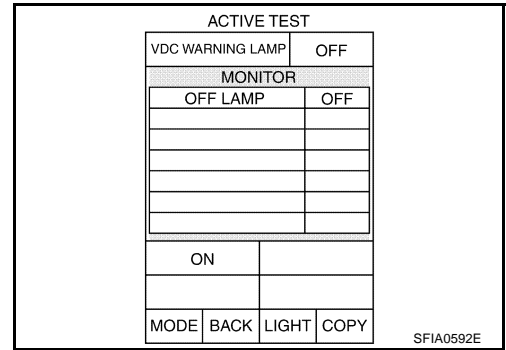 ACTIVE TEST
VDC WARNING LAMP OFF
MONITOR
OFF LAMP OFF
ON
MODE BACK LIGHT COPY
SFIA0592E